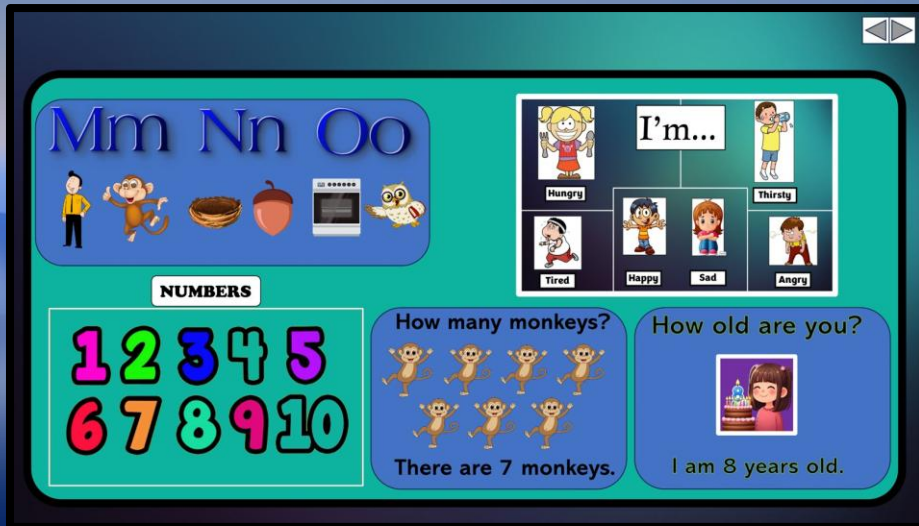 Mm Nn Oo
I'm...
Hungry
Thirsty
Tired
Happy
Sad
Angry
NUMBERS
1 2 3 4 5
6 7 8 9 10
How many monkeys?
There are 7 monkeys.
How old are you?
8
I am 8 years old.